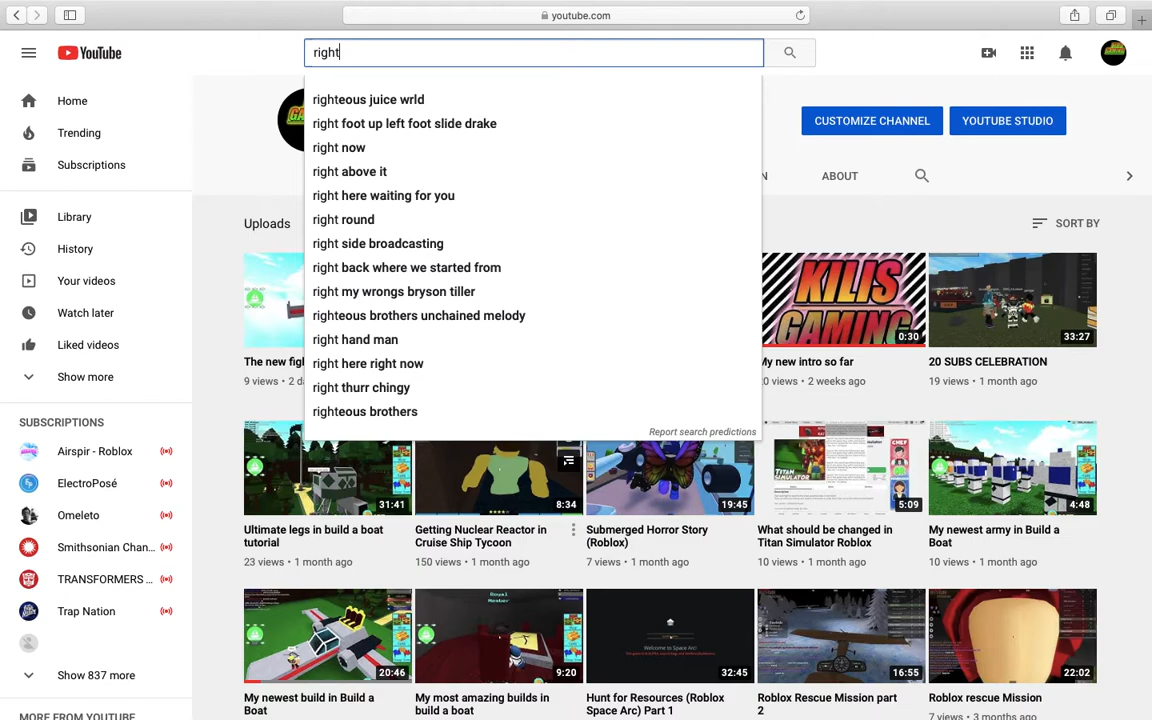 youtube.com
YouTube
right
righteous juice wrld
right foot up left foot slide drake
right now
right above it
right here waiting for you
right round
right side broadcasting
right back where we started from
right my wrongs bryson tiller
righteous brothers unchained melody
right hand man
right here right now
right thurr chingy
righteous brothers
Report search predictions
Home
Trending
Subscriptions
Library
History
Your videos
Watch later
Liked videos
Show more
SUBSCRIPTIONS
Airspir - Roblox
ElectroPosé
Omeleto
Smithsonian Chan...
TRANSFORMERS ...
Trap Nation
Show 837 more
MORE FROM YOUTUBE
CUSTOMIZE CHANNEL
YOUTUBE STUDIO
N
ABOUT
Uploads
SORT BY
KILIS
GAMING
0:30
33:27
The new fig
9 views • 2 d
My new intro so far
20 views • 2 weeks ago
20 SUBS CELEBRATION
19 views • 1 month ago
31:41
8:34
19:45
TITAN
SIMULATOR
CHEF
5:09
4:48
Ultimate legs in build a boat
tutorial
23 views • 1 month ago
Getting Nuclear Reactor in
Cruise Ship Tycoon
150 views • 1 month ago
Submerged Horror Story
(Roblox)
7 views • 1 month ago
What should be changed in
Titan Simulator Roblox
10 views • 1 month ago
My newest army in Build a
Boat
10 views • 1 month ago
20:46
9:20
Welcome to Space Arc!
32:45
16:55
22:02
My newest build in Build a
Boat
My most amazing builds in
build a boat
Hunt for Resources (Roblox
Space Arc) Part 1
Roblox Rescue Mission part
2
Roblox rescue Mission
7 views • 3 months ago